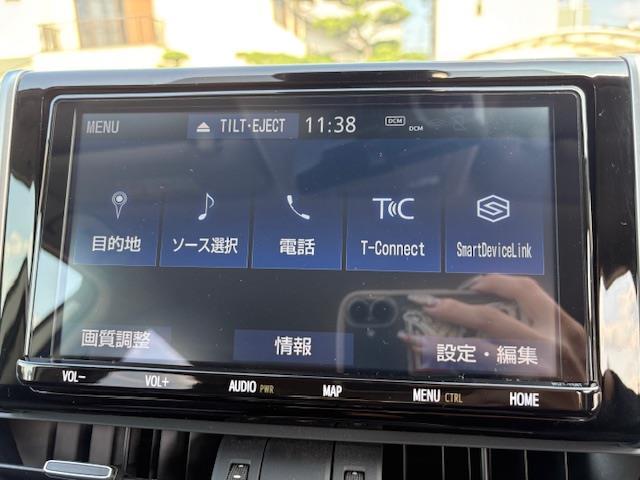 MENU TILT·EJECT 11:38 DCM DCM
目的地 ソース選択 電話 T-Connect SmartDeviceLink
画質調整 情報 設定・編集
VOL- VOL+ AUDIO PWR MAP MENU CTRL HOME